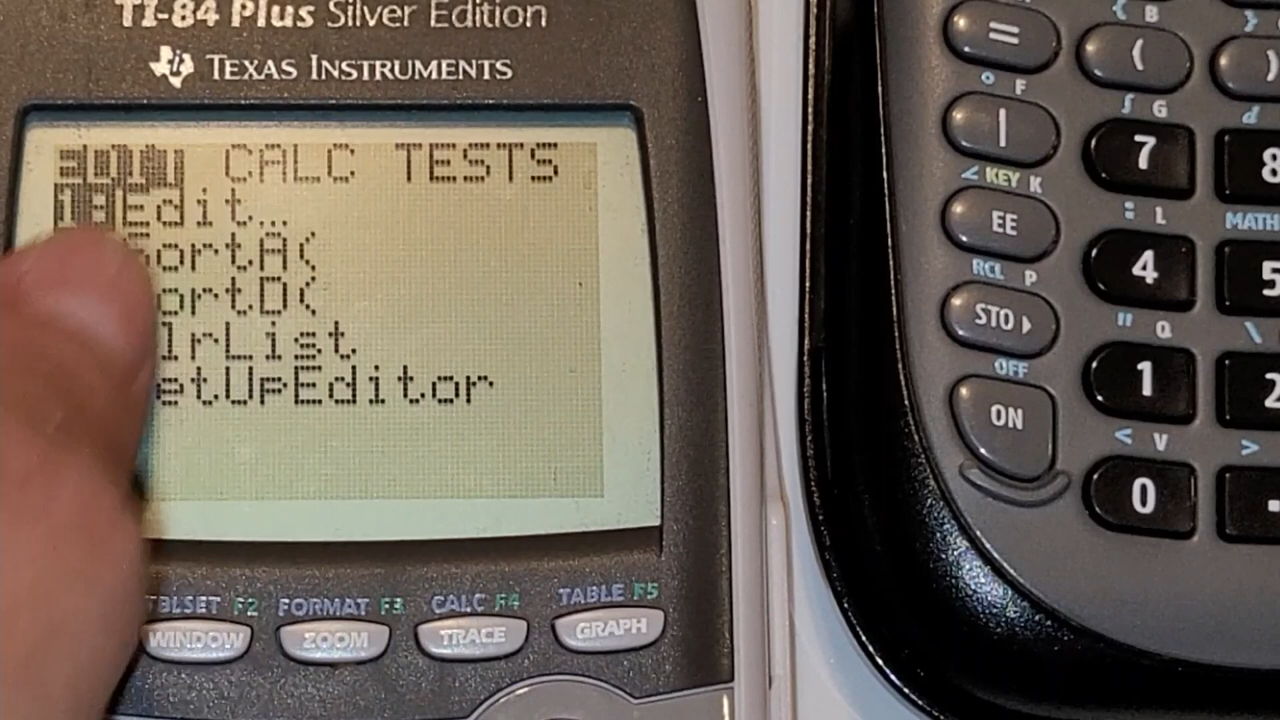 TI-84 Plus Silver Edition
TEXAS INSTRUMENTS
CALC TESTS
1:Edit…
ortA(
ortD(
lrList
etUpEditor
TBLSET F2 FORMAT F3 CALC F4 TABLE F5
WINDOW ZOOM TRACE GRAPH
{ B }
= ( )
° F ∫ G d
| 7 8
∠ KEY K : L MATH
EE 4 5
RCL P " Q \
STO▸ 1 2
OFF < V >
ON 0 .